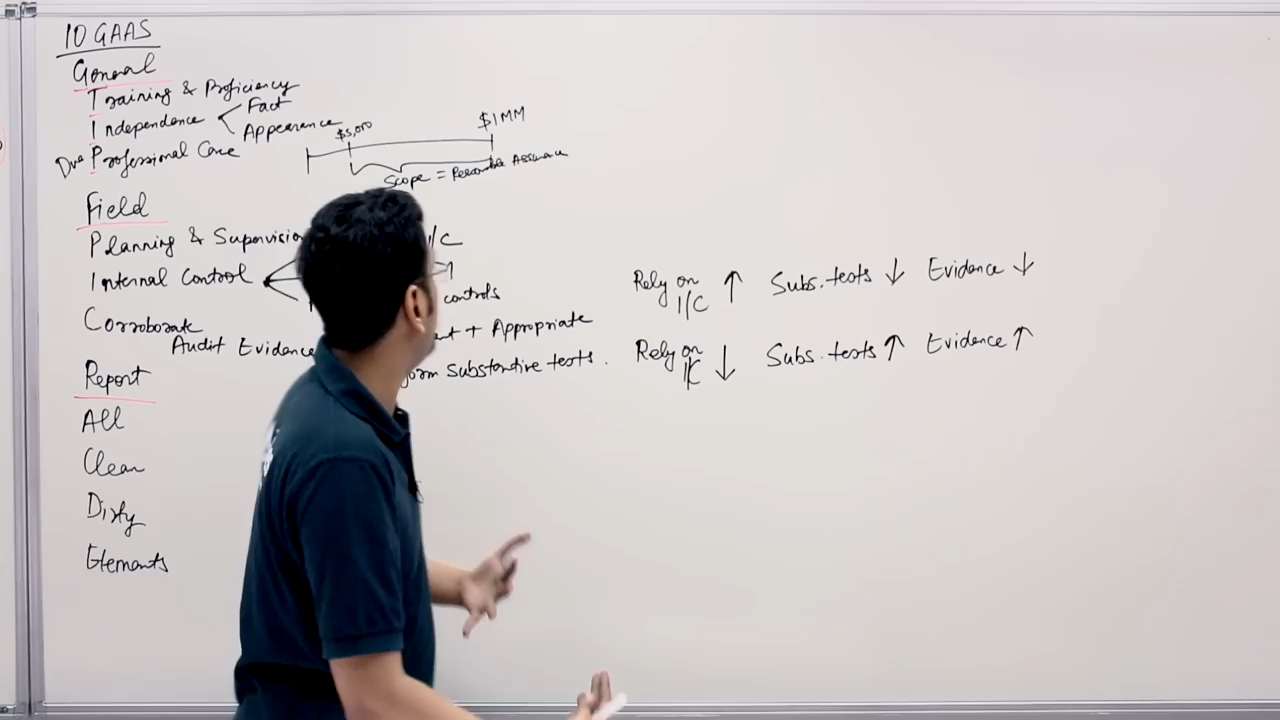 10 GAAS
General
Training & Proficiency
Independence Fact
Appearance
Due Professional Care
$5,000 $1MM
Scope = Reasonable Assurance
Field
Planning & Supervision
I/C
Internal Control
controls
Corroborate
Audit Evidence + Appropriate
Substantive tests.
Report
All
Clean
Dirty
Elements
Rely on I/C ↑ Subs. tests ↓ Evidence ↓
Rely on I/C ↓ Subs. tests ↑ Evidence ↑